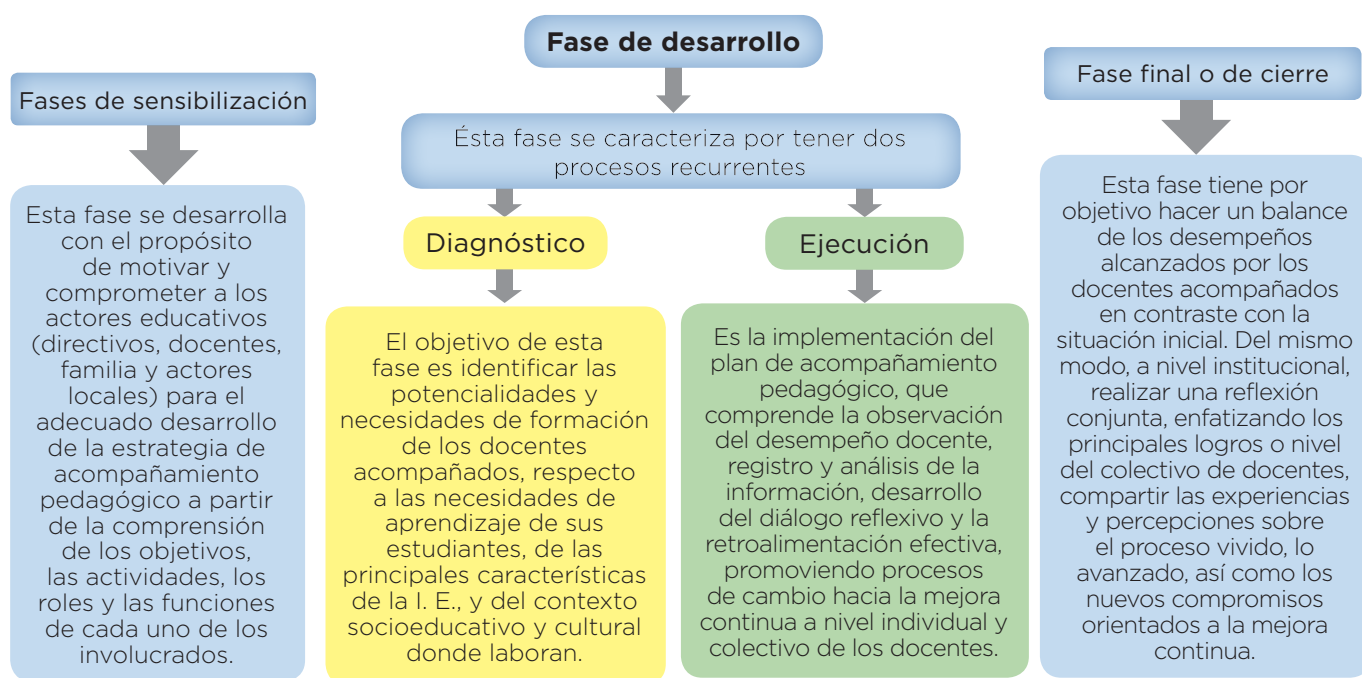 Fases de sensibilización
Esta fase se desarrolla
con el propósito
de motivar y
comprometer a los
actores educativos
(directivos, docentes,
familia y actores
locales) para el
adecuado desarrollo
de la estrategia de
acompañamiento
pedagógico a partir
de la comprensión
de los objetivos,
las actividades, los
roles y las funciones
de cada uno de los
involucrados.
Fase de desarrollo
Ésta fase se caracteriza por tener dos
procesos recurrentes
Diagnóstico
El objetivo de esta
fase es identificar las
potencialidades y
necesidades de formación
de los docentes
acompañados, respecto
a las necesidades de
aprendizaje de sus
estudiantes, de las
principales características
de la I. E., y del contexto
socioeducativo y cultural
donde laboran.
Ejecución
Es la implementación del
plan de acompañamiento
pedagógico, que
comprende la observación
del desempeño docente,
registro y análisis de la
información, desarrollo
del diálogo reflexivo y la
retroalimentación efectiva,
promoviendo procesos
de cambio hacia la mejora
continua a nivel individual y
colectivo de los docentes.
Fase final o de cierre
Esta fase tiene por
objetivo hacer un balance
de los desempeños
alcanzados por los
docentes acompañados
en contraste con la
situación inicial. Del mismo
modo, a nivel institucional,
realizar una reflexión
conjunta, enfatizando los
principales logros o nivel
del colectivo de docentes,
compartir las experiencias
y percepciones sobre
el proceso vivido, lo
avanzado, así como los
nuevos compromisos
orientados a la mejora
continua.